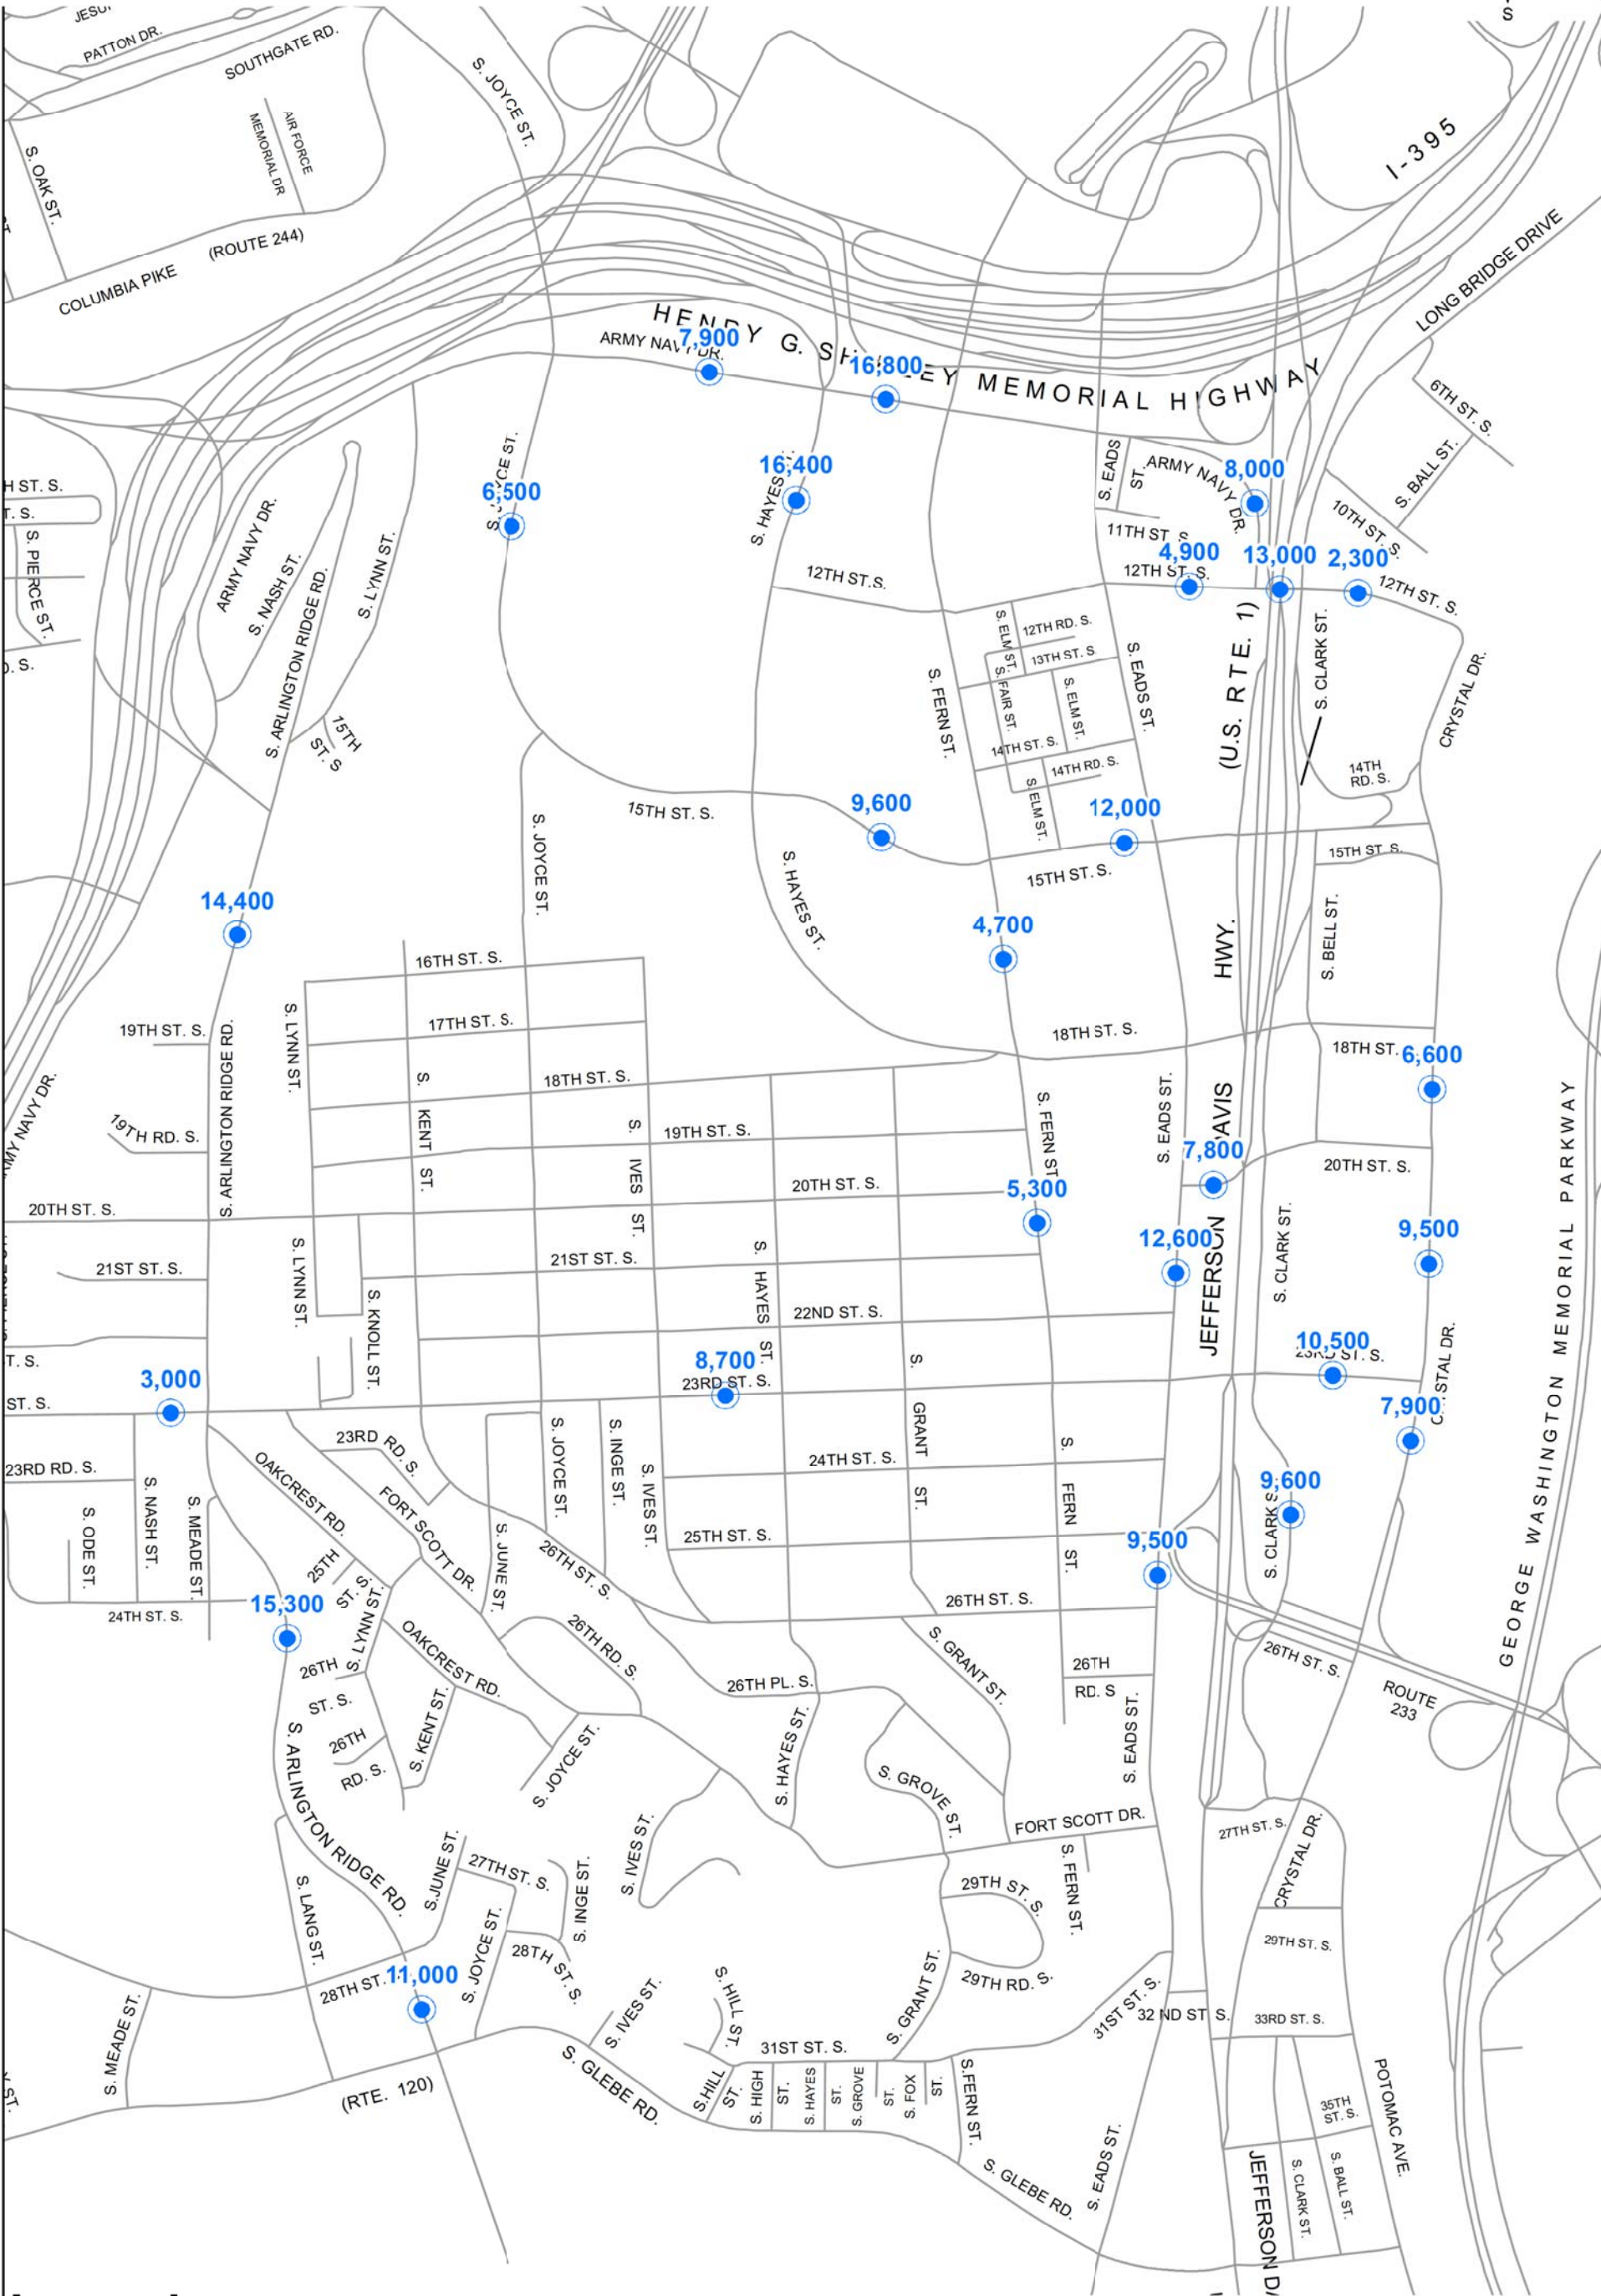 PATTON DR.
SOUTHGATE RD.
S. JOYCE ST.
S
AIR FORCE
MEMORIAL DR
S. OAK ST.
I-395
(ROUTE 244)
COLUMBIA PIKE
LONG BRIDGE DRIVE
HENRY G. SHIRLEY MEMORIAL HIGHWAY
7,900
ARMY NAVY DR.
16,800
6TH ST. S.
S. BALL ST.
S. JOYCE ST.
6,500
16,400
S. HAYES
S. EADS
ST.
ARMY NAVY DR.
8,000
10TH ST. S.
H ST. S.
T. S.
S. PIERCE ST.
ARMY NAVY DR.
S. NASH ST.
S. LYNN ST.
11TH ST. S
4,900
13,000
2,300
12TH ST. S.
12TH ST. S.
12TH ST.S.
S. ARLINGTON RIDGE RD.
S. ELM ST.
12TH RD. S.
13TH ST. S
(U.S. RTE. 1)
S. CLARK ST.
CRYSTAL DR.
S. FERN ST.
S. FAIR ST.
S. ELM ST.
S. EADS ST.
15TH
ST. S
14TH ST. S.
14TH RD. S.
14TH
RD. S.
S. ELM ST.
15TH ST. S.
9,600
12,000
S. JOYCE ST.
S. HAYES ST.
15TH ST. S.
15TH ST. S.
14,400
4,700
HWY.
S. BELL ST.
16TH ST. S.
19TH ST. S.
S. LYNN ST.
17TH ST. S.
18TH ST. S.
18TH ST.
6,600
ARMY NAVY DR.
S. ARLINGTON RIDGE RD.
S.
KENT
ST.
18TH ST. S.
S. EADS ST.
S. FERN ST.
JEFFERSON DAVIS
19TH RD. S.
S.
IVES
ST.
19TH ST. S.
7,800
20TH ST. S.
20TH ST. S.
5,300
20TH ST. S.
12,600
S. CLARK ST.
9,500
GEORGE WASHINGTON MEMORIAL PARKWAY
21ST ST. S.
S. LYNN ST.
21ST ST. S.
S.
HAYES
ST.
S. KNOLL ST.
22ND ST. S.
T. S.
8,700
S.
10,500
23RD ST. S.
CRYSTAL DR.
3,000
ST. S.
23RD ST. S.
7,900
23RD RD. S.
OAKCREST RD.
S. JOYCE ST.
S. INGE ST.
GRANT
ST.
24TH ST. S.
S.
FERN
ST.
23RD RD. S.
S. NASH ST.
S. ODE ST.
S. MEADE ST.
FORT SCOTT DR.
S. JUNE ST.
26TH ST. S.
S. IVES ST.
25TH ST. S.
9,500
9,600
S. CLARK S
25TH
ST. S.
24TH ST. S.
15,300
26TH ST. S.
26TH
ST. S.
S. LYNN ST.
OAKCREST RD.
26TH RD. S.
26TH PL. S.
S. GRANT ST.
26TH
RD. S
26TH ST. S.
ROUTE
233
S. ARLINGTON RIDGE RD.
26TH
RD. S.
S. KENT ST.
S. JOYCE ST.
S. HAYES ST.
S. GROVE ST.
S. EADS ST.
FORT SCOTT DR.
27TH ST. S.
CRYSTAL DR.
S. LANG ST.
S.JUNE ST.
27TH ST. S.
S. INGE ST.
S. IVES ST.
S. FERN ST.
29TH ST. S.
29TH ST. S.
S. JOYCE ST.
28TH ST. S.
28TH ST.
11,000
S. IVES ST.
S. HILL ST.
S. GRANT ST.
29TH RD. S.
31ST ST. S.
32 ND ST S.
33RD ST. S.
S. MEADE ST.
(RTE. 120)
S. GLEBE RD.
31ST ST. S.
S.HILL
ST.
S. HIGH
ST.
S. HAYES
ST.
S. GROVE
ST.
S. FOX
ST.
S.FERN ST.
S. GLEBE RD.
S. EADS ST.
35TH
ST. S.
POTOMAC AVE.
JEFFERSON DA
S. CLARK ST.
S. BALL ST.